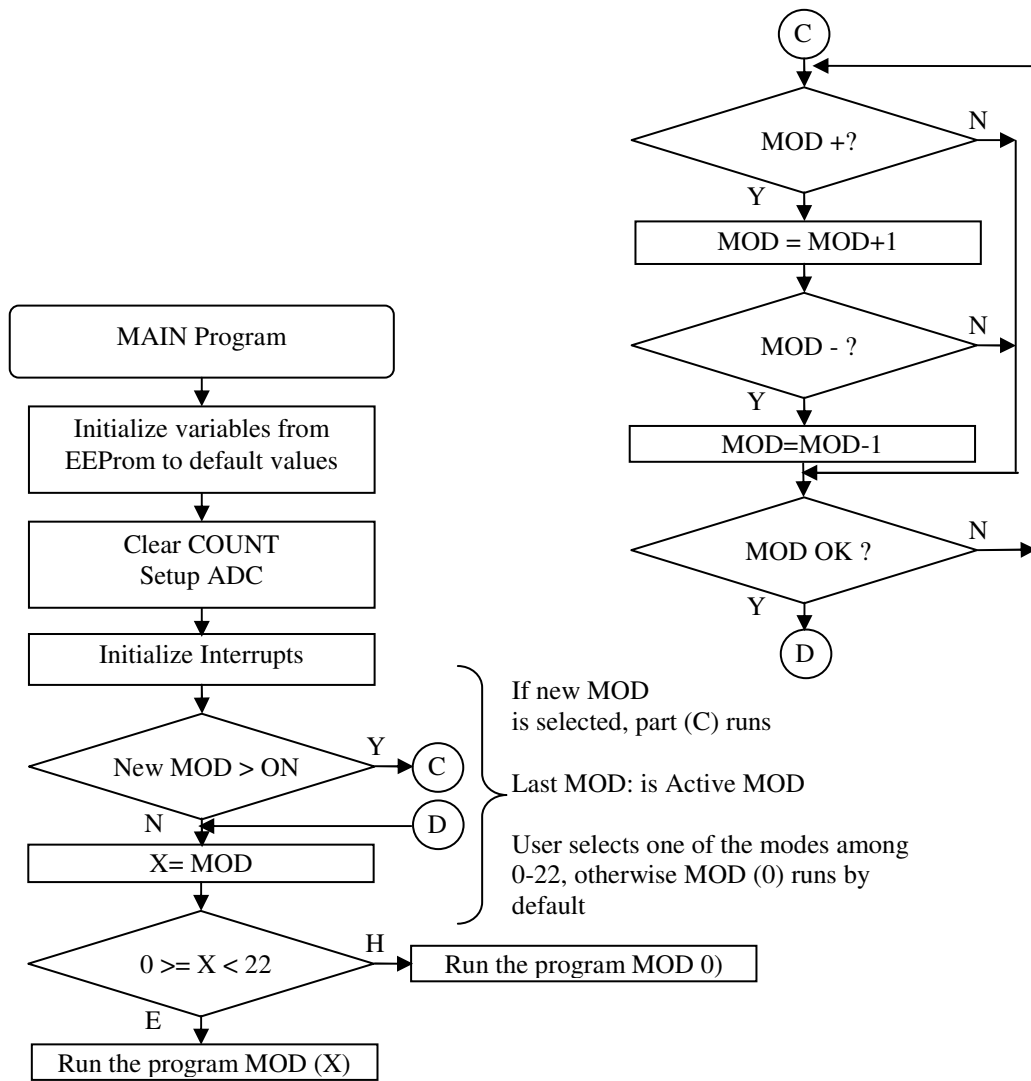 MAIN Program
Initialize variables from
EEProm to default values
Clear COUNT
Setup ADC
Initialize Interrupts
New MOD > ON
Y
C
N
D
X= MOD
0 >= X < 22
H
Run the program MOD 0)
E
Run the program MOD (X)
If new MOD
is selected, part (C) runs
Last MOD: is Active MOD
User selects one of the modes among
0-22, otherwise MOD (0) runs by
default
C
MOD +?
N
Y
MOD = MOD+1
MOD - ?
N
Y
MOD=MOD-1
MOD OK ?
N
Y
D